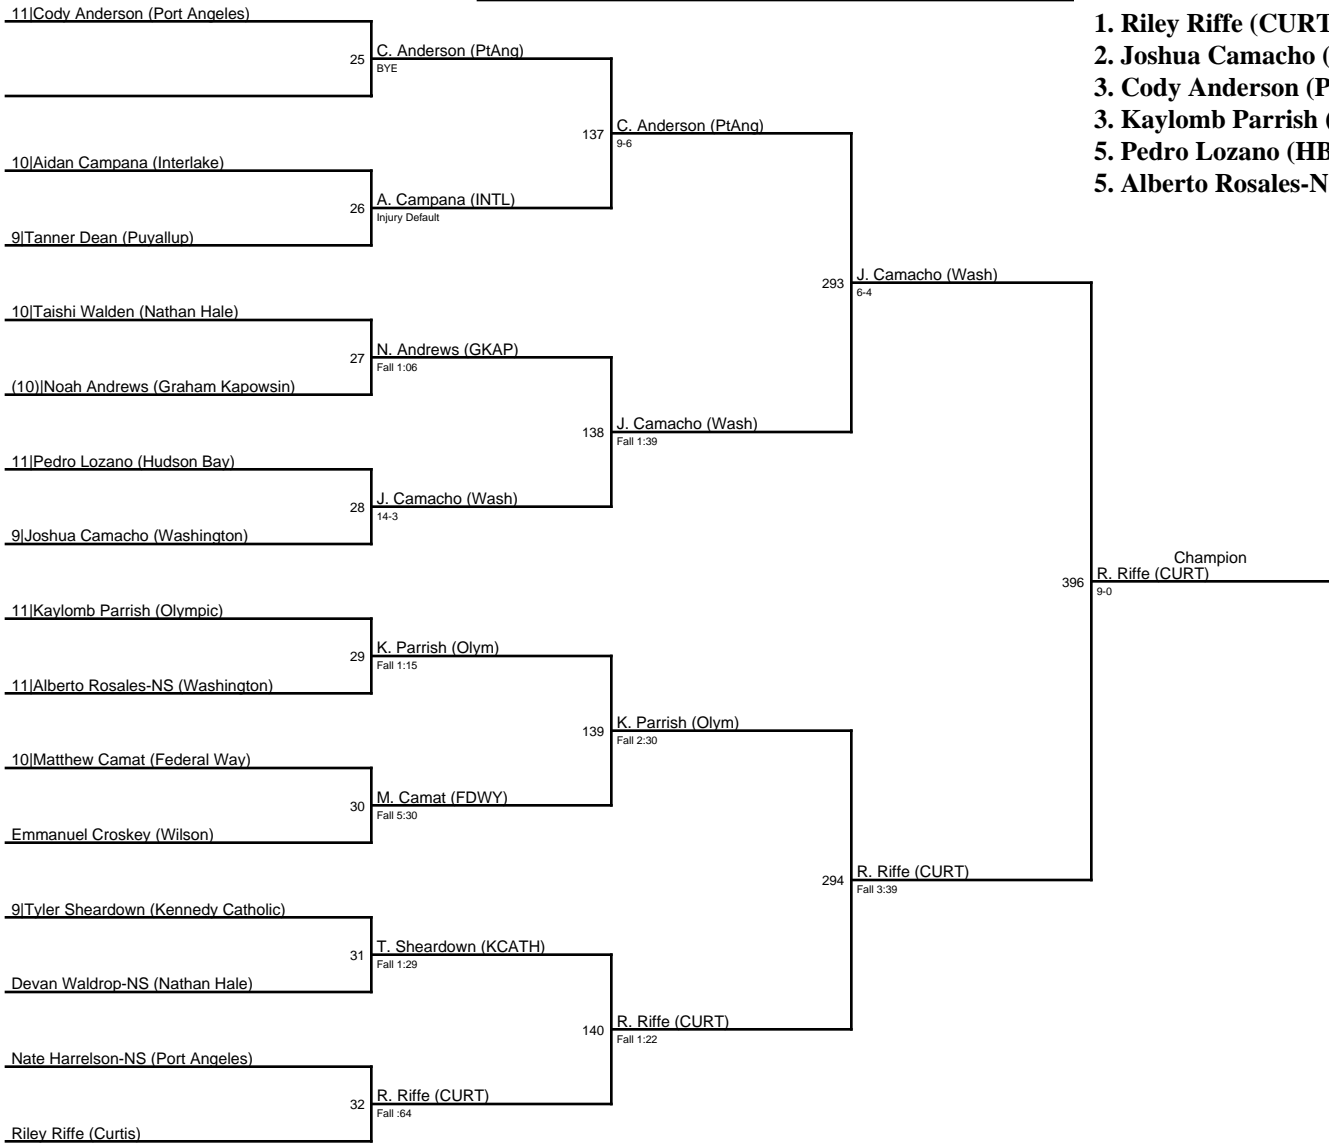 11|Cody Anderson (Port Angeles)
25
C. Anderson (PtAng)
BYE
137
C. Anderson (PtAng)
9-6
10|Aidan Campana (Interlake)
26
A. Campana (INTL)
Injury Default
9|Tanner Dean (Puyallup)
293
J. Camacho (Wash)
6-4
10|Taishi Walden (Nathan Hale)
27
N. Andrews (GKAP)
Fall 1:06
(10)|Noah Andrews (Graham Kapowsin)
138
J. Camacho (Wash)
Fall 1:39
11|Pedro Lozano (Hudson Bay)
28
J. Camacho (Wash)
14-3
9|Joshua Camacho (Washington)
Champion
396
R. Riffe (CURT)
9-0
11|Kaylomb Parrish (Olympic)
29
K. Parrish (Olym)
Fall 1:15
11|Alberto Rosales-NS (Washington)
139
K. Parrish (Olym)
Fall 2:30
10|Matthew Camat (Federal Way)
30
M. Camat (FDWY)
Fall 5:30
Emmanuel Croskey (Wilson)
294
R. Riffe (CURT)
Fall 3:39
9|Tyler Sheardown (Kennedy Catholic)
31
T. Sheardown (KCATH)
Fall 1:29
Devan Waldrop-NS (Nathan Hale)
140
R. Riffe (CURT)
Fall 1:22
Nate Harrelson-NS (Port Angeles)
32
R. Riffe (CURT)
Fall :64
Riley Riffe (Curtis)
1. Riley Riffe (CURT
2. Joshua Camacho (
3. Cody Anderson (P
3. Kaylomb Parrish (
5. Pedro Lozano (HB
5. Alberto Rosales-N